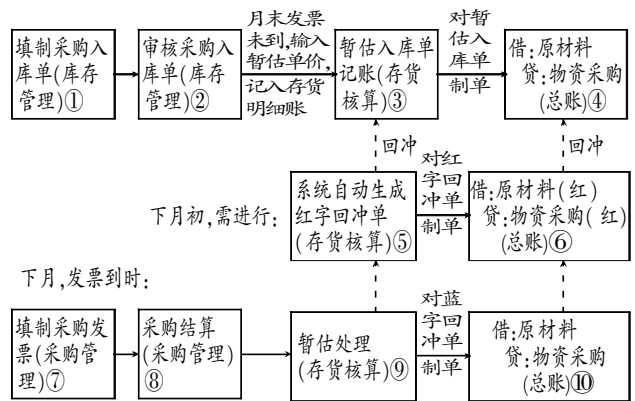 填制采购入
库单(库存
管理)①
审核采购入
库单(库存
管理)②
月末发票
未到,输入
暂估单价,
记入存货
明细账
暂估入库单
记账(存货
核算)③
对暂
估入
库单
制单
借:原材料
贷:物资采购
(总账)④
回冲
回冲
下月初,需进行:
系统自动生成
红字回冲单
(存货核算)⑤
对红
字回
冲单
制单
借:原材料(红)
贷:物资采购(红)
(总账)⑥
下月,发票到时:
填制采购发
票(采购管
理)⑦
采购结算
(采购管理)
⑧
暂估处理
(存货核算)⑨
对蓝
字回
冲单
制单
借:原材料
贷:物资采购
(总账)⑩